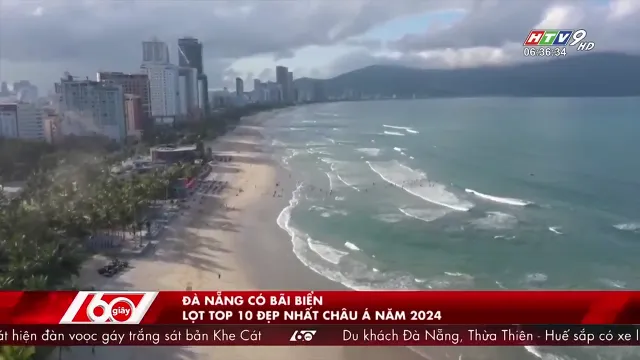 HTV9 HD
06:36:34
60 giây
ĐÀ NẴNG CÓ BÃI BIỂN
LỌT TOP 10 ĐẸP NHẤT CHÂU Á NĂM 2024
át hiện đàn voọc gáy trắng sát bản Khe Cát 60 Du khách Đà Nẵng, Thừa Thiên - Huế sắp có xe l